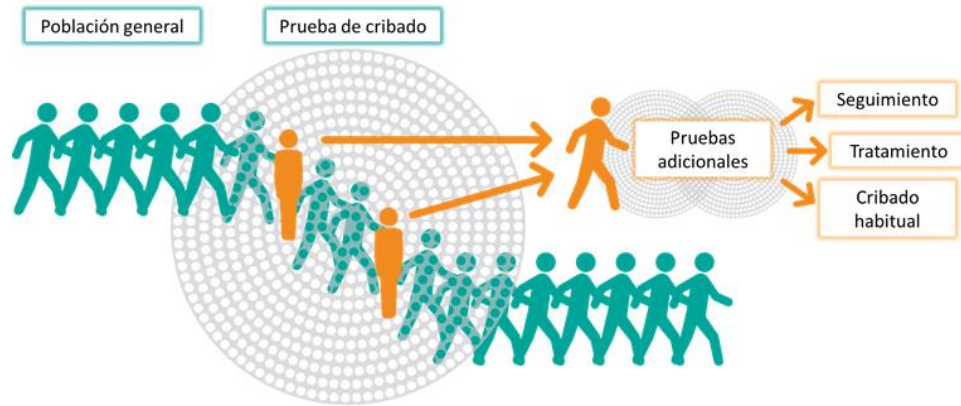 Población general
Prueba de cribado
Pruebas
adicionales
Seguimiento
Tratamiento
Cribado
habitual